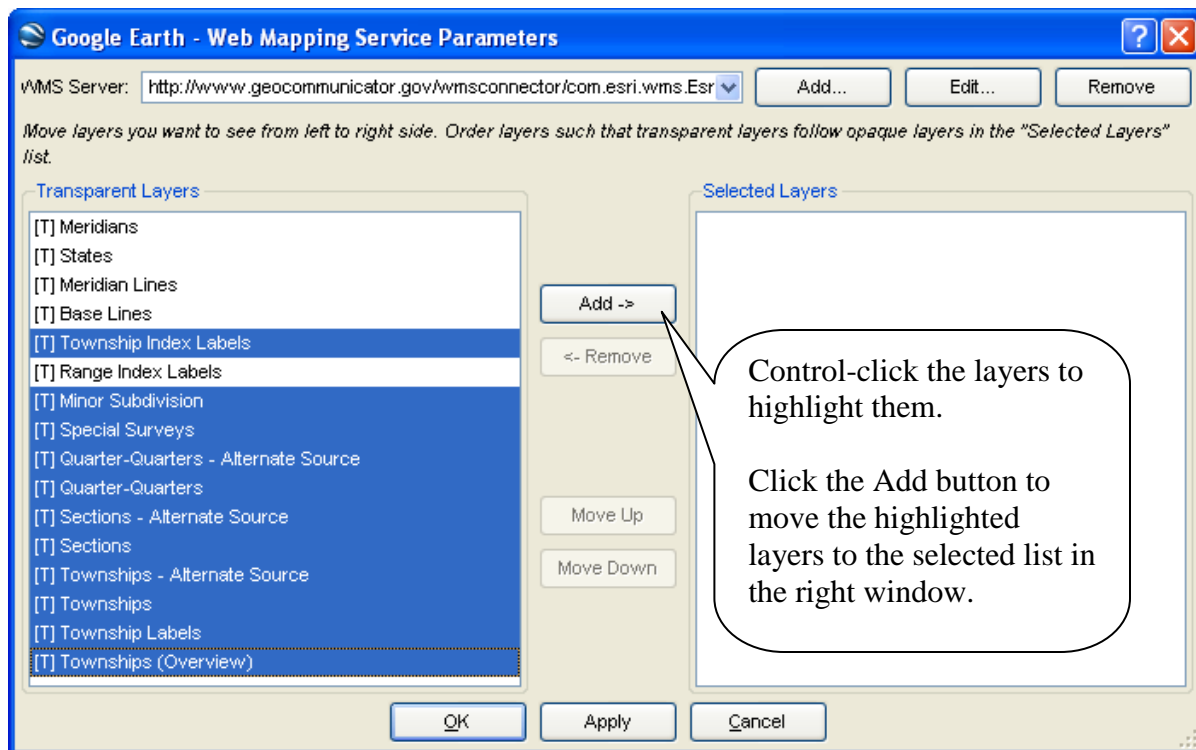 Google Earth - Web Mapping Service Parameters
WMS Server: http://www.geocommunicator.gov/wmsconnector/com.esri.wms.Esr Add... Edit... Remove
Move layers you want to see from left to right side. Order layers such that transparent layers follow opaque layers in the "Selected Layers"
list.
Transparent Layers
[T] Meridians
[T] States
[T] Meridian Lines
[T] Base Lines
[T] Township Index Labels
[T] Range Index Labels
[T] Minor Subdivision
[T] Special Surveys
[T] Quarter-Quarters - Alternate Source
[T] Quarter-Quarters
[T] Sections - Alternate Source
[T] Sections
[T] Townships - Alternate Source
[T] Townships
[T] Township Labels
[T] Townships (Overview)
Add ->
<- Remove
Move Up
Move Down
Selected Layers
Control-click the layers to
highlight them.
Click the Add button to
move the highlighted
layers to the selected list in
the right window.
OK Apply Cancel